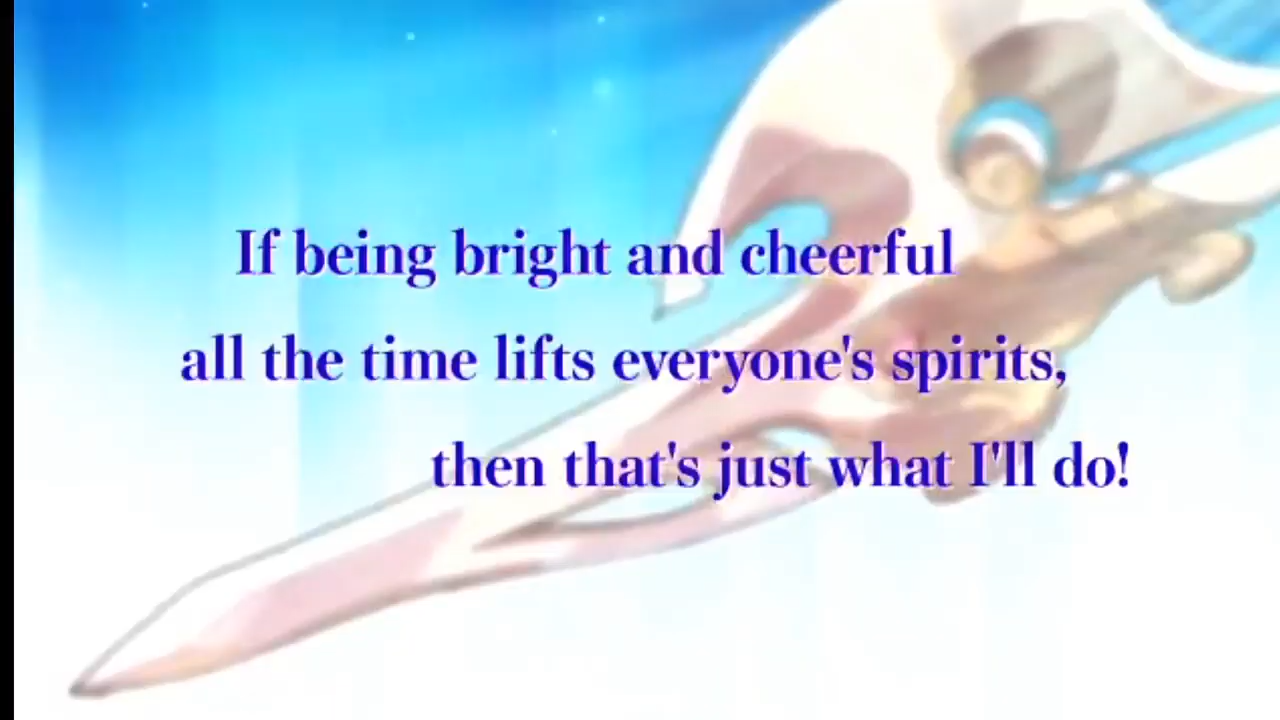 If being bright and cheerful
all the time lifts everyone's spirits,
then that's just what I'll do!